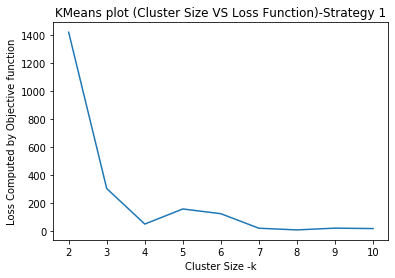 KMeans plot (Cluster Size VS Loss Function)-Strategy 1
Loss Computed by Objective function
1400
1200
1000
800
600
400
200
0
2 3 4 5 6 7 8 9 10
Cluster Size -k